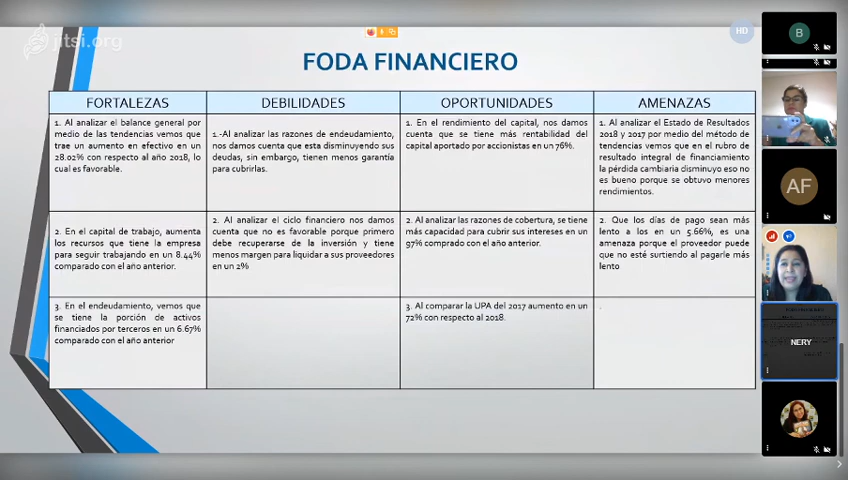 jitsi.org
HD
FODA FINANCIERO
FORTALEZAS
DEBILIDADES
OPORTUNIDADES
AMENAZAS
1. Al analizar el balance general por
medio de las tendencias vemos que
trae un aumento en efectivo en un
28.02% con respecto al año 2018, lo
cual es favorable.
1.-Al analizar las razones de endeudamiento,
nos damos cuenta que esta disminuyendo sus
deudas, sin embargo, tienen menos garantía
para cubrirlas.
1. En el rendimiento del capital, nos damos
cuenta que se tiene más rentabilidad del
capital aportado por accionistas en un 76%.
1. Al analizar el Estado de Resultados
2018 y 2017 por medio del método de
tendencias vemos que en el rubro de
resultado integral de financiamiento
la pérdida cambiaria disminuyo eso no
es bueno porque se obtuvo menores
rendimientos.
2. En el capital de trabajo, aumenta
los recursos que tiene la empresa
para seguir trabajando en un 8.44%
comparado con el año anterior.
2. Al analizar el ciclo financiero nos damos
cuenta que no es favorable porque primero
debe recuperarse de la inversión y tiene
menos margen para liquidar a sus proveedores
en un 2%
2. Al analizar las razones de cobertura, se tiene
más capacidad para cubrir sus intereses en un
97% comparado con el año anterior.
2. Que los días de pago sean más
lento a los en un 5.66%, es una
amenaza porque el proveedor puede
que no esté surtiendo al pagarle más
lento
3. En el endeudamiento, vemos que
se tiene la porción de activos
financiados por terceros en un 6.67%
comparado con el año anterior
3. Al comparar la UPA del 2017 aumento en un
72% con respecto al 2018.
B
AF
NERY